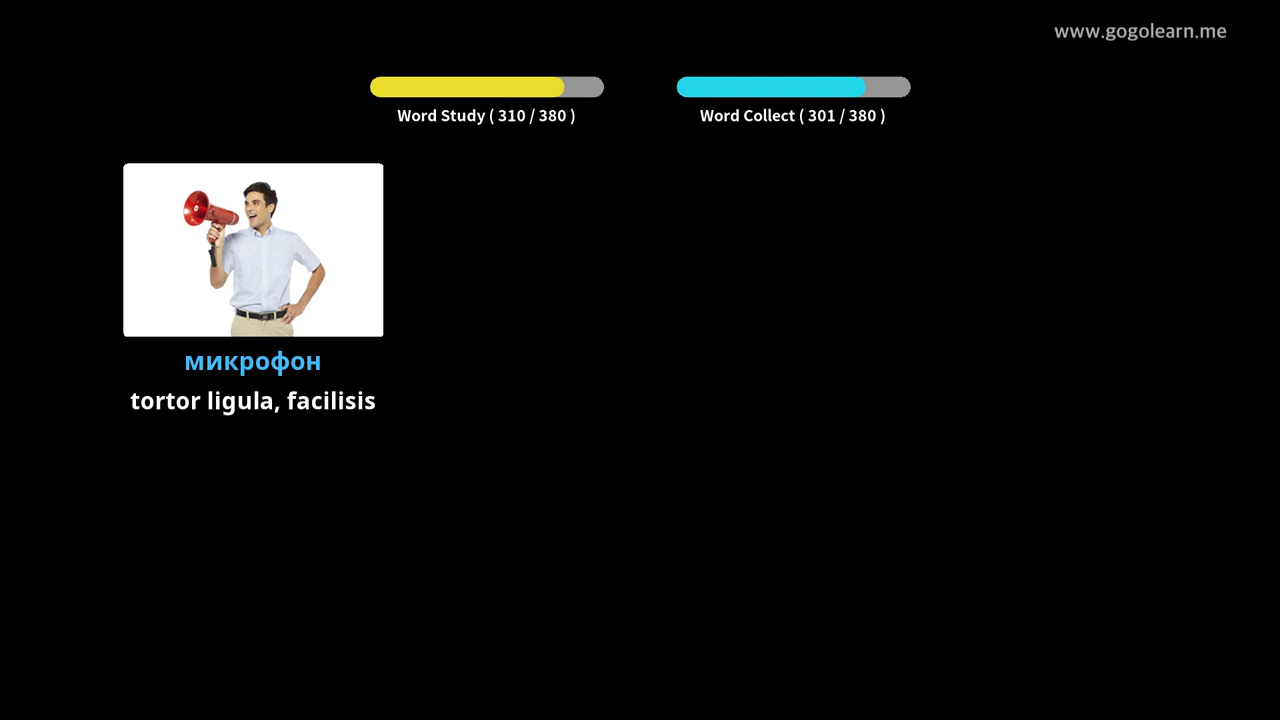 www.gogolearn.me
Word Study ( 310 / 380 )
Word Collect ( 301 / 380 )
микрофон
tortor ligula, facilisis